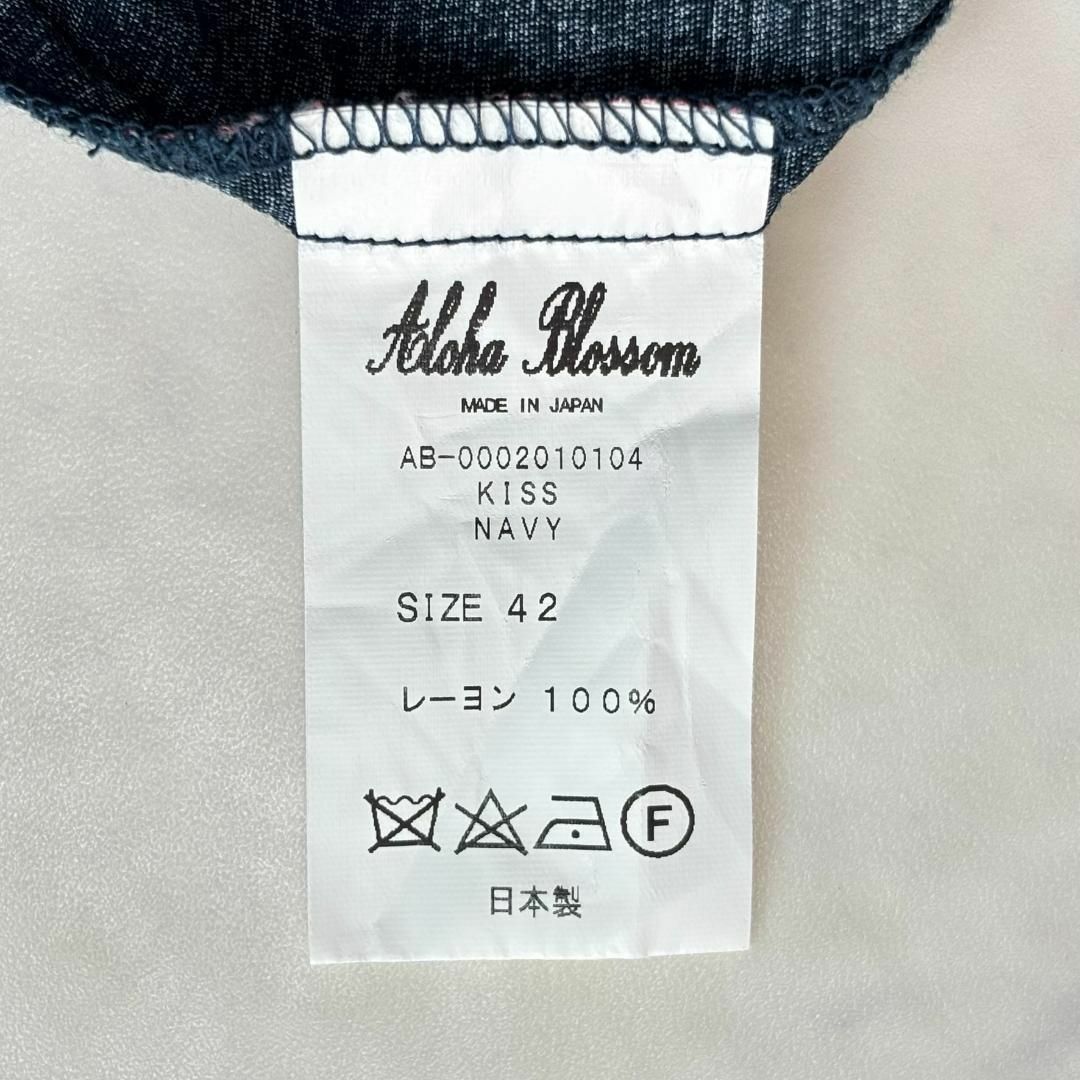 Aloha Blossom
MADE IN JAPAN
AB-0002010104
KISS
NAVY
SIZE 42
レーヨン 100%
F
日本製